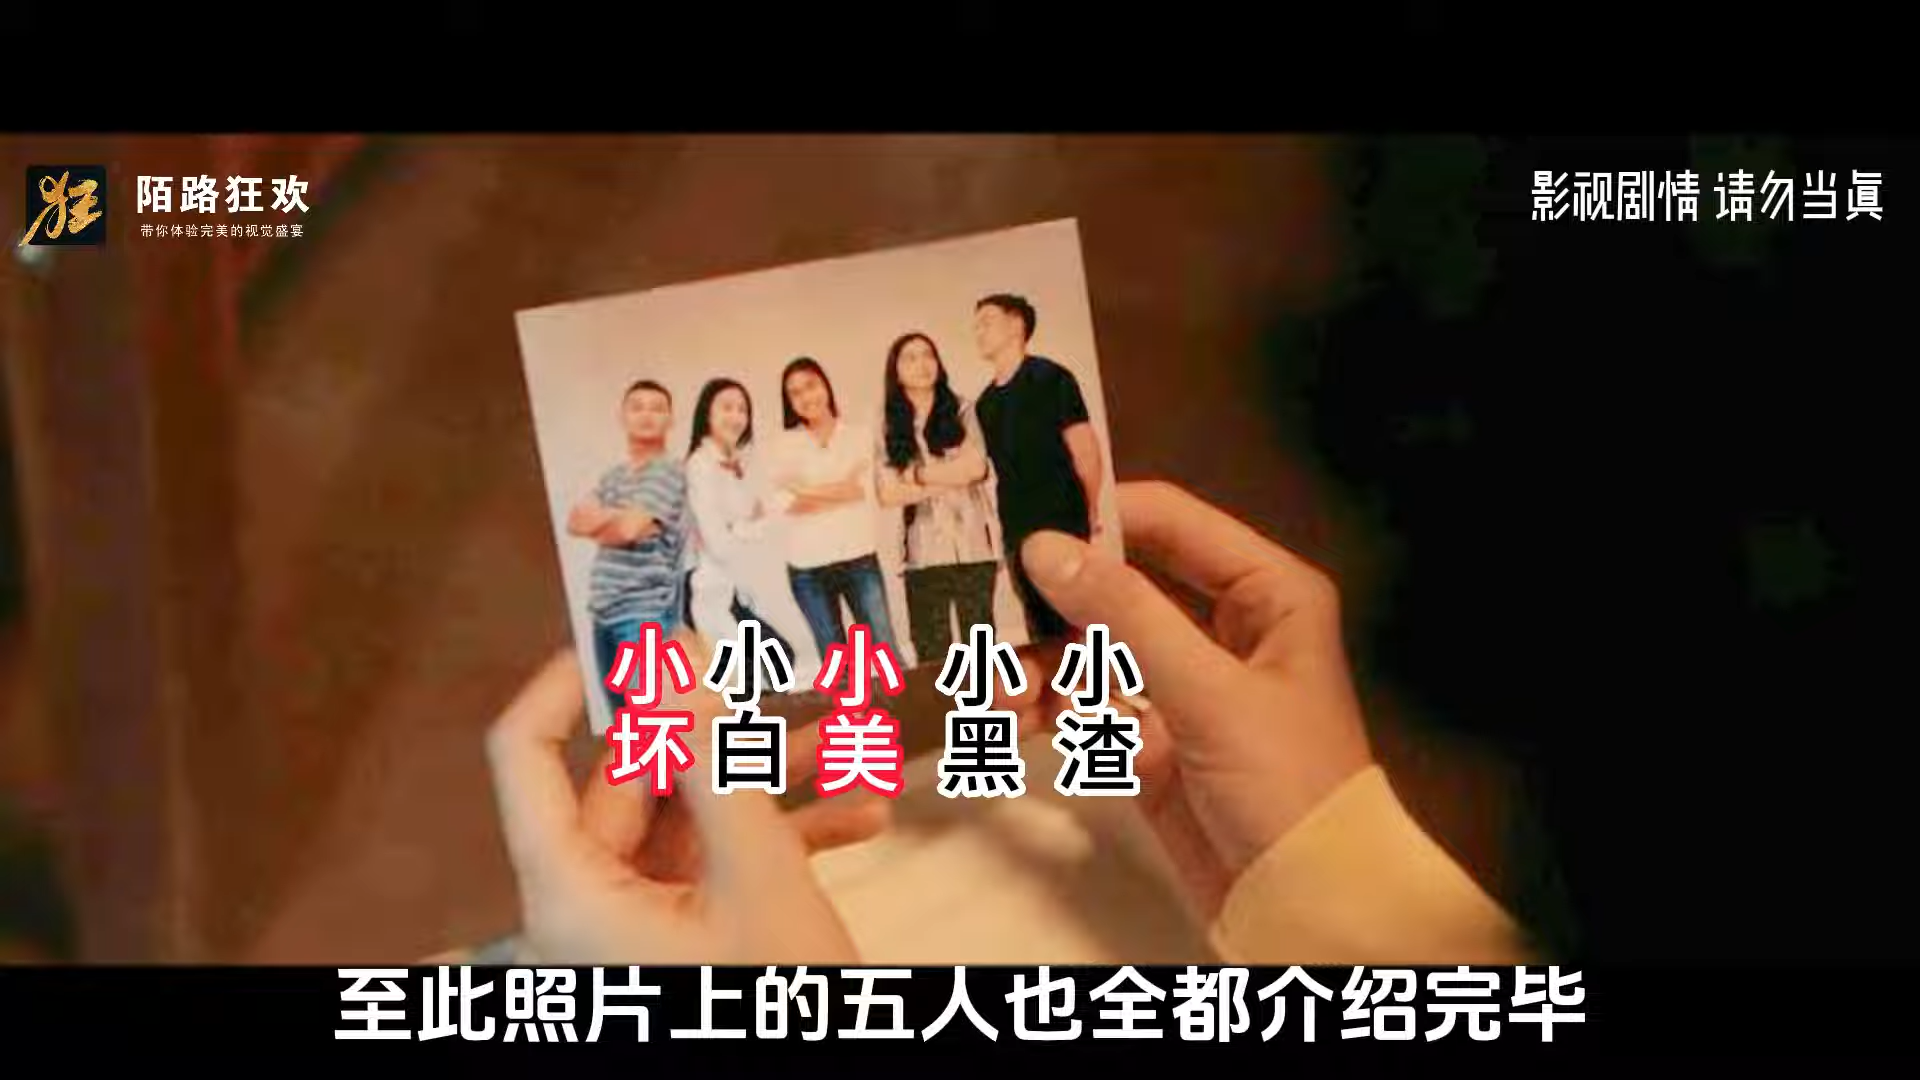 陌路狂欢
带你体验完美的视觉盛宴
狂
影视剧情 请勿当真
小坏
小白
小美
小黑
小渣
至此照片上的五人也全都介绍完毕